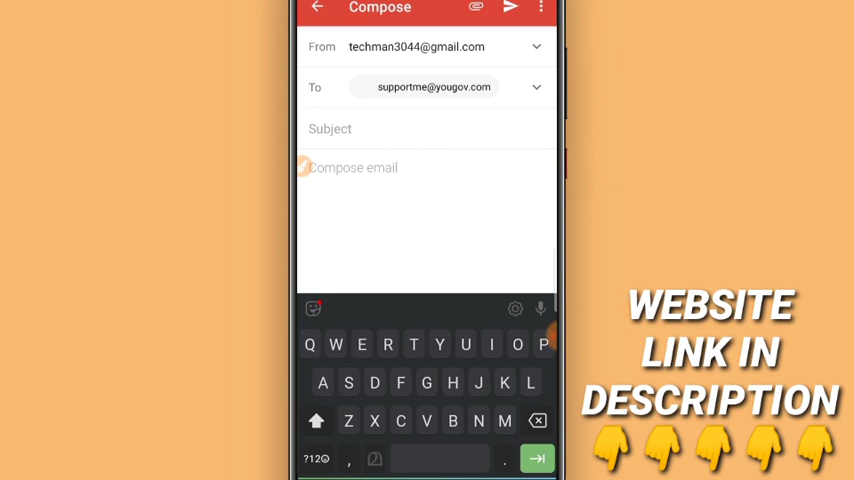 Compose
From techman3044@gmail.com
To supportme@yougov.com
Subject
Compose email
Q W E R T Y U I O P
A S D F G H J K L
Z X C V B N M
?12☺ , .
WEBSITE
LINK IN
DESCRIPTION
👇👇👇👇👇